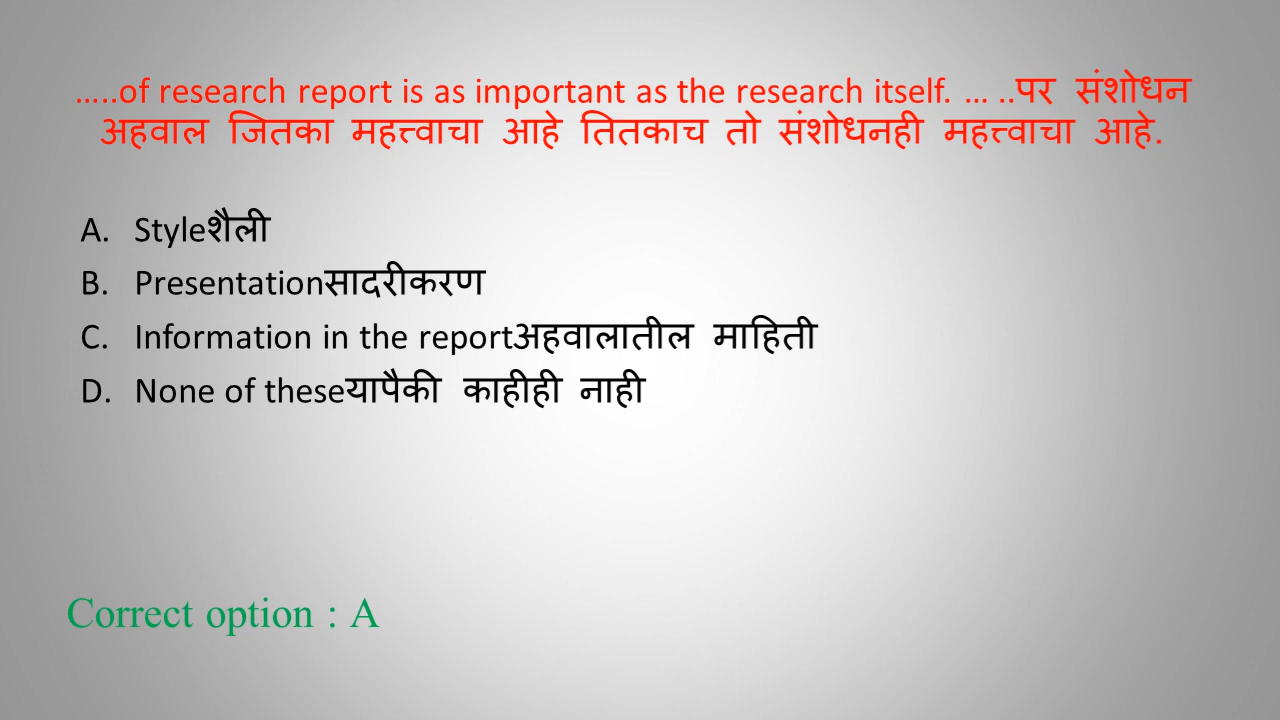 …..of research report is as important as the research itself. … ..पर संशोधन
अहवाल जितका महत्त्वाचा आहे तितकाच तो संशोधनही महत्त्वाचा आहे.
A. Styleशैली
B. Presentationसादरीकरण
C. Information in the reportअहवालातील माहिती
D. None of theseयापैकी काहीही नाही
Correct option : A